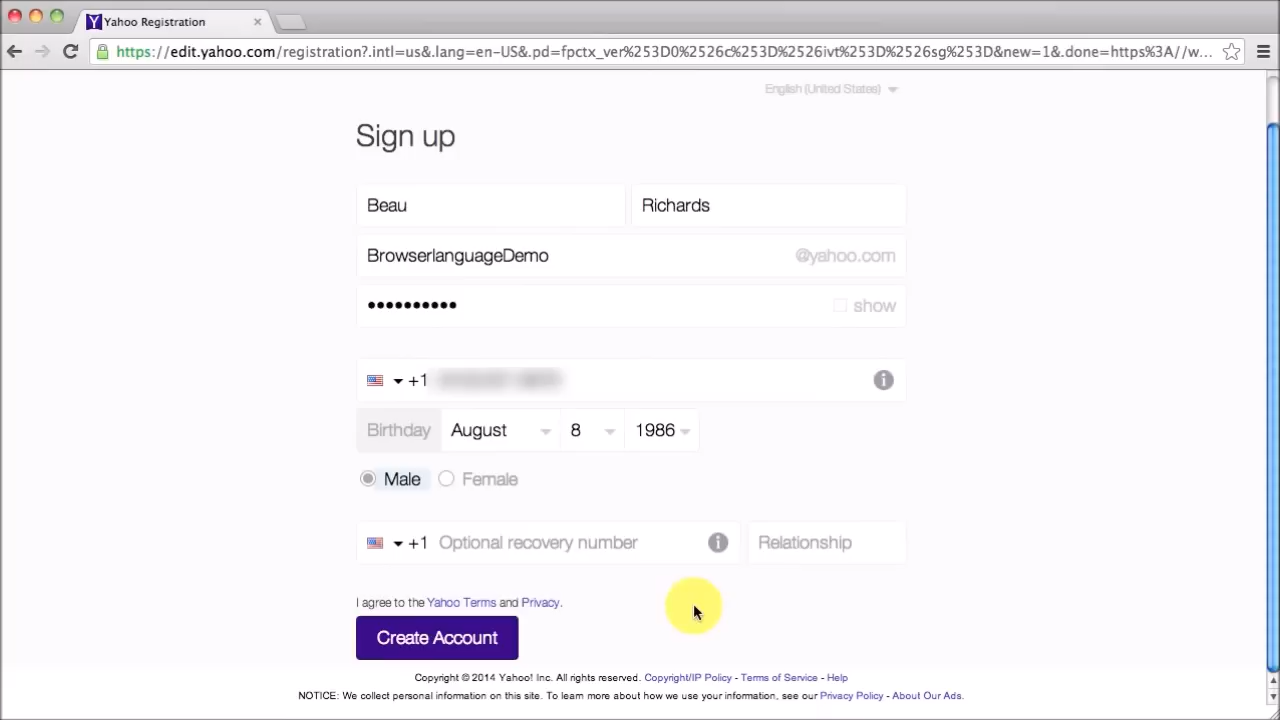 Yahoo Registration
https://edit.yahoo.com/registration?.intl=us&.lang=en-US&.pd=fpctx_ver%253D0%2526c%253D%2526ivt%253D%2526sg%253D&new=1&.done=https%3A//w...
English (United States)
Sign up
Beau Richards
BrowserlanguageDemo @yahoo.com
•••••••••• show
+1
Birthday August 8 1986
Male Female
+1 Optional recovery number Relationship
I agree to the Yahoo Terms and Privacy.
Create Account
Copyright © 2014 Yahoo! Inc. All rights reserved. Copyright/IP Policy - Terms of Service - Help
NOTICE: We collect personal information on this site. To learn more about how we use your information, see our Privacy Policy - About Our Ads.